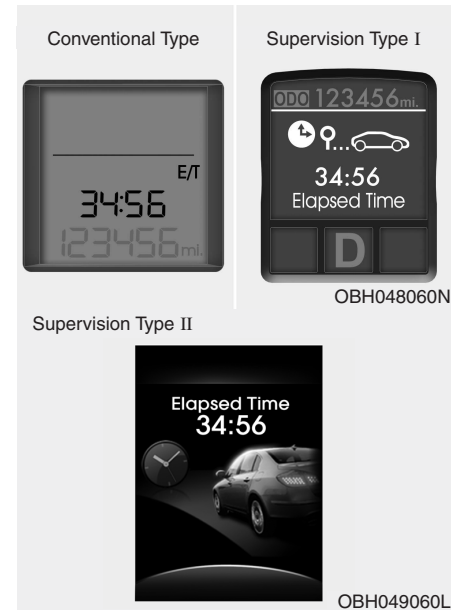 Conventional Type
E/T
34:56
123456mi.
Supervision Type I
ODO 123456mi.
34:56
Elapsed Time
D
OBH048060N
Supervision Type II
Elapsed Time
34:56
OBH049060L